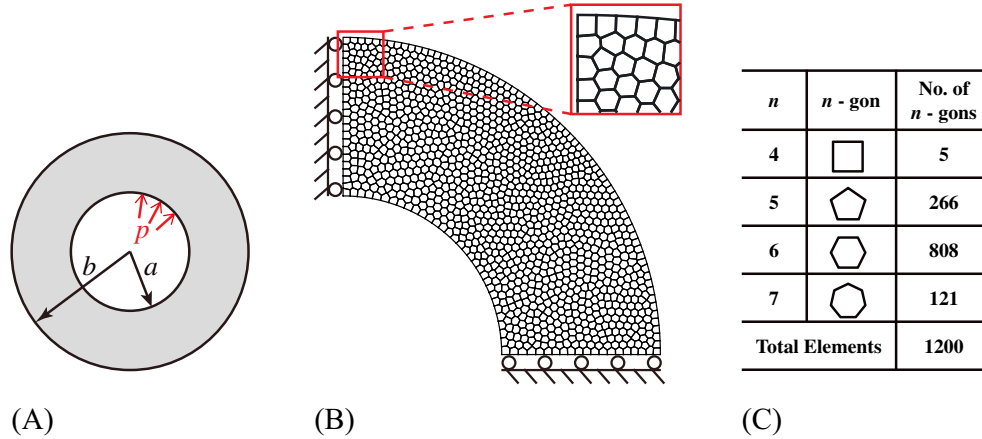 p
b
a
n
n - gon
No. of
n - gons
4
5
5
266
6
808
7
121
Total Elements
1200
(A)
(B)
(C)